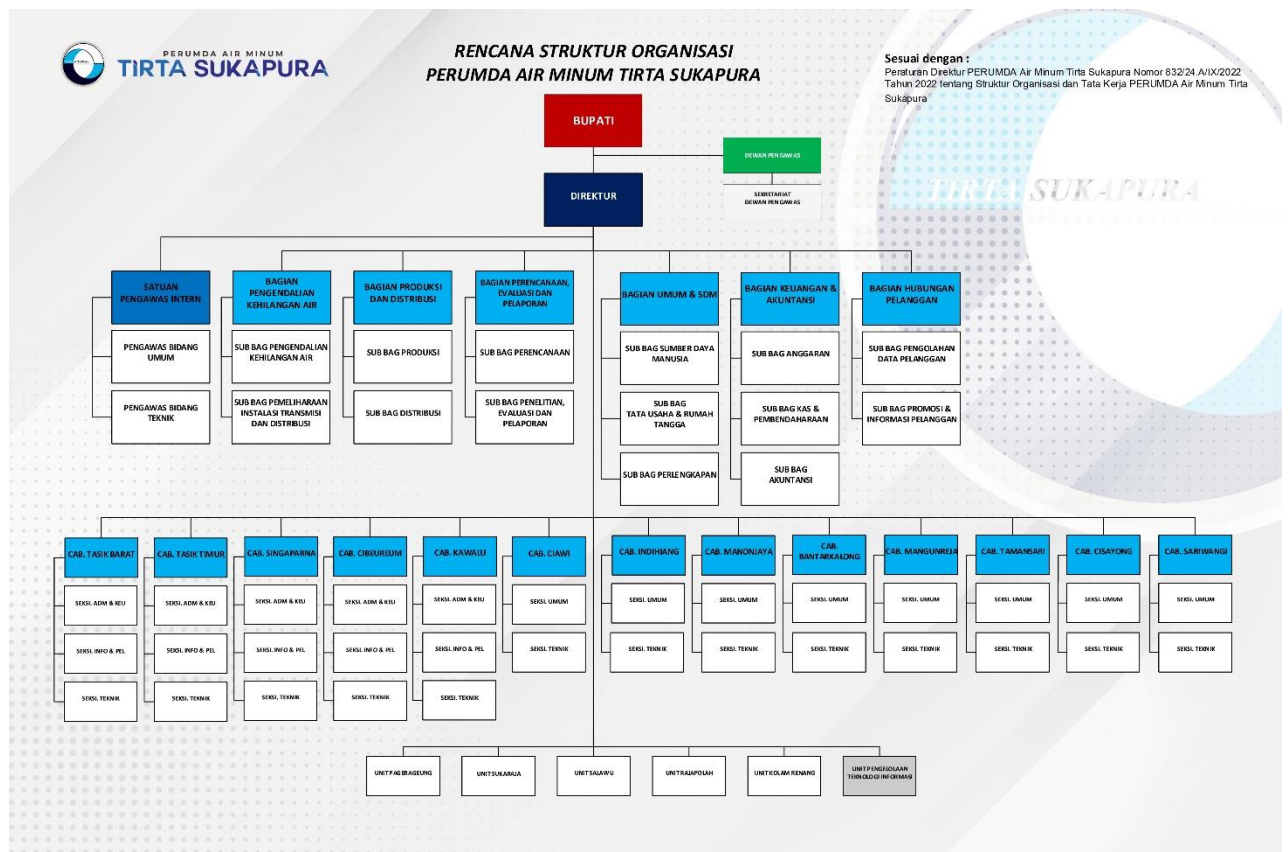 PERUMDA AIR MINUM
TIRTA SUKAPURA
RENCANA STRUKTUR ORGANISASI
PERUMDA AIR MINUM TIRTA SUKAPURA
Sesuai dengan :
Peraturan Direktur PERUMDA Air Minum Tirta Sukapura Nomor 832/24.A/IX/2022
Tahun 2022 tentang Struktur Organisasi dan Tata Kerja PERUMDA Air Minum Tirta
Sukapura
BUPATI
DEWAN PENGAWAS
DIREKTUR
SEKRETARIAT
DEWAN PENGAWAS
TIRTA SUKAPURA
SATUAN
PENGAWAS INTERN
BAGIAN
PENGENDALIAN
KEHILANGAN AIR
BAGIAN PRODUKSI
DAN DISTRIBUSI
BAGIAN PERENCANAAN,
EVALUASI DAN
PELAPORAN
BAGIAN UMUM & SDM
BAGIAN KEUANGAN &
AKUNTANSI
BAGIAN HUBUNGAN
PELANGGAN
PENGAWAS BIDANG
UMUM
SUB BAG PENGENDALIAN
KEHILANGAN AIR
SUB BAG PRODUKSI
SUB BAG PERENCANAAN
SUB BAG SUMBER DAYA
MANUSIA
SUB BAG ANGGARAN
SUB BAG PENGOLAHAN
DATA PELANGGAN
PENGAWAS BIDANG
TEKNIK
SUB BAG PEMELIHARAAN
INSTALASI TRANSMISI
DAN DISTRIBUSI
SUB BAG DISTRIBUSI
SUB BAG PENELITIAN,
EVALUASI DAN
PELAPORAN
SUB BAG
TATA USAHA & RUMAH
TANGGA
SUB BAG KAS &
PEMBENDAHARAAN
SUB BAG PROMOSI &
INFORMASI PELANGGAN
SUB BAG PERLENGKAPAN
SUB BAG
AKUNTANSI
CAB. TASIK BARAT
CAB. TASIK TIMUR
CAB. SINGAPARNA
CAB. CIBEUREUM
CAB. KAWALU
CAB. CIAWI
CAB. INDIHIANG
CAB. MANONJAYA
CAB.
BANTARKALONG
CAB. MANGUNREJA
CAB. TAMANSARI
CAB. CISAYONG
CAB. SARIWANGI
SEKSI. ADM & KEU
SEKSI. ADM & KEU
SEKSI. ADM & KEU
SEKSI. ADM & KEU
SEKSI. ADM & KEU
SEKSI. UMUM
SEKSI. UMUM
SEKSI. UMUM
SEKSI. UMUM
SEKSI. UMUM
SEKSI. UMUM
SEKSI. UMUM
SEKSI. UMUM
SEKSI. INFO & PEL
SEKSI. INFO & PEL
SEKSI. INFO & PEL
SEKSI. INFO & PEL
SEKSI. INFO & PEL
SEKSI. TEKNIK
SEKSI. TEKNIK
SEKSI. TEKNIK
SEKSI. TEKNIK
SEKSI. TEKNIK
SEKSI. TEKNIK
SEKSI. TEKNIK
SEKSI. TEKNIK
SEKSI. TEKNIK
SEKSI. TEKNIK
SEKSI. TEKNIK
SEKSI. TEKNIK
SEKSI. TEKNIK
UNIT PAGERAGEUNG
UNIT SUKARAJA
UNIT SALAWU
UNIT RAJAPOLAH
UNIT KOLAM RENANG
UNIT PENGELOLAAN
TEKNOLOGI INFORMASI